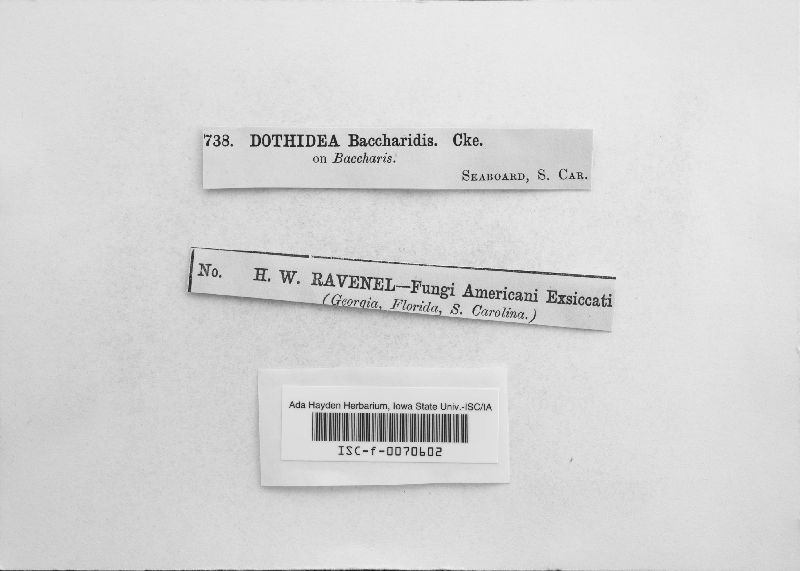 738. DOTHIDEA Baccharidis. Cke.
on Baccharis.
SEABOARD, S. CAR.
No. H. W. RAVENEL—Fungi Americani Exsiccati
(Georgia, Florida, S. Carolina.)
Ada Hayden Herbarium, Iowa State Univ.-ISC/IA
ISC-f-0070602